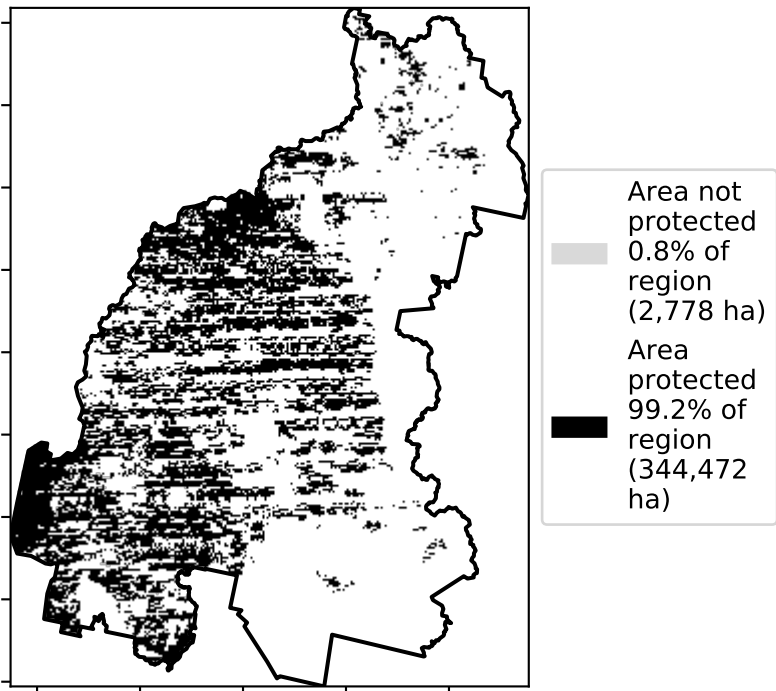 Area not
protected
0.8% of
region
(2,778 ha)
Area
protected
99.2% of
region
(344,472
ha)